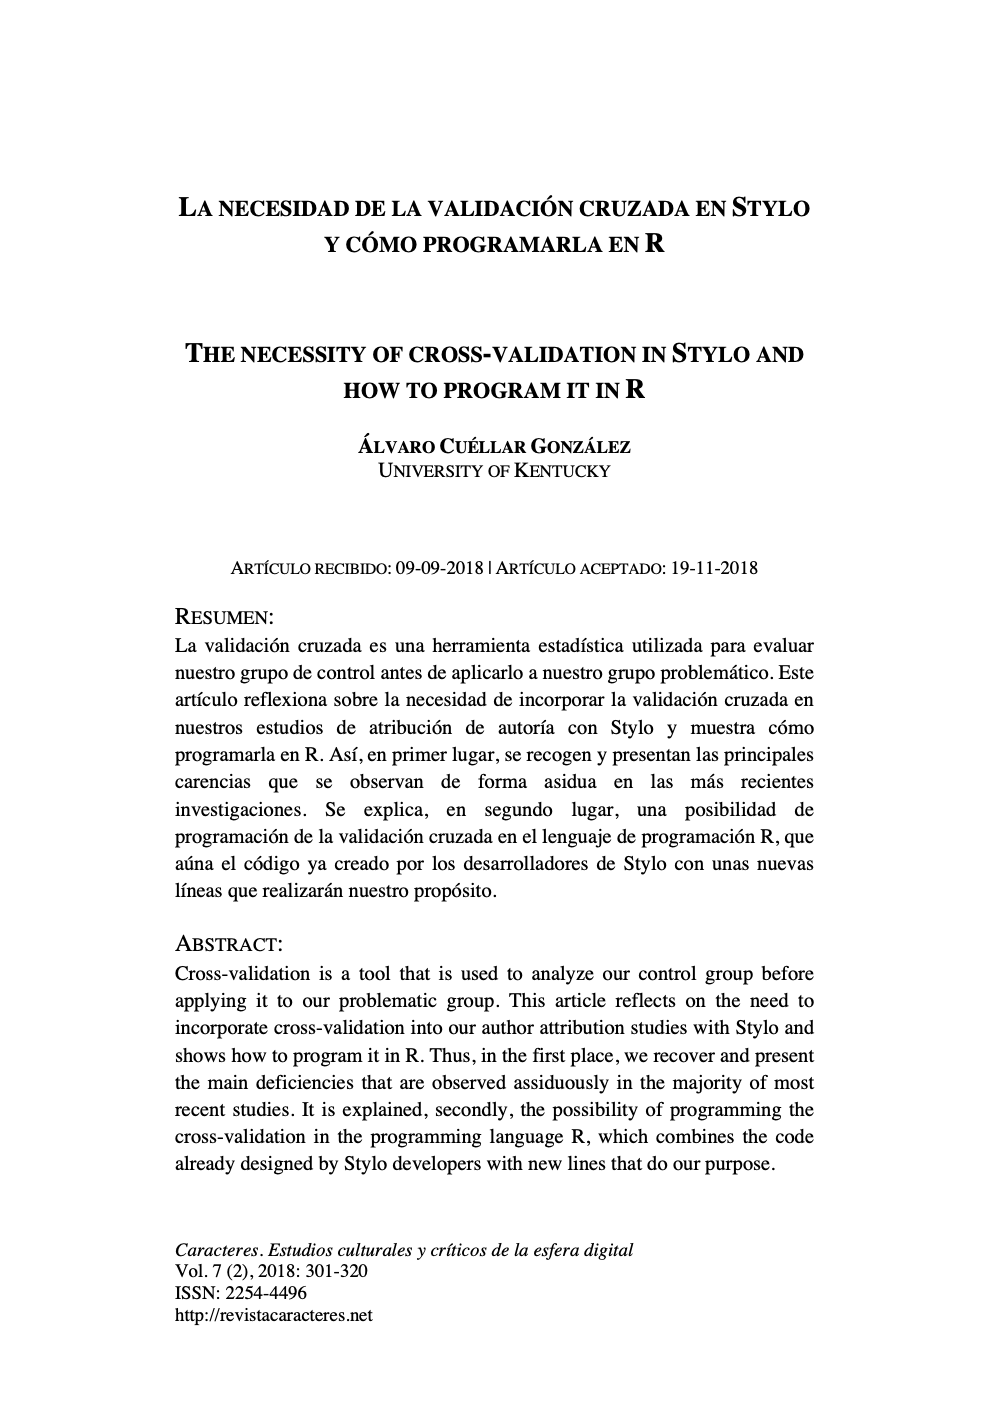 LA NECESIDAD DE LA VALIDACIÓN CRUZADA EN STYLO
Y CÓMO PROGRAMARLA EN R
THE NECESSITY OF CROSS-VALIDATION IN STYLO AND
HOW TO PROGRAM IT IN R
ÁLVARO CUÉLLAR GONZÁLEZ
UNIVERSITY OF KENTUCKY
ARTÍCULO RECIBIDO: 09-09-2018 | ARTÍCULO ACEPTADO: 19-11-2018
RESUMEN:
La validación cruzada es una herramienta estadística utilizada para evaluar
nuestro grupo de control antes de aplicarlo a nuestro grupo problemático. Este
artículo reflexiona sobre la necesidad de incorporar la validación cruzada en
nuestros estudios de atribución de autoría con Stylo y muestra cómo
programarla en R. Así, en primer lugar, se recogen y presentan las principales
carencias que se observan de forma asidua en las más recientes
investigaciones. Se explica, en segundo lugar, una posibilidad de
programación de la validación cruzada en el lenguaje de programación R, que
aúna el código ya creado por los desarrolladores de Stylo con unas nuevas
líneas que realizarán nuestro propósito.
ABSTRACT:
Cross-validation is a tool that is used to analyze our control group before
applying it to our problematic group. This article reflects on the need to
incorporate cross-validation into our author attribution studies with Stylo and
shows how to program it in R. Thus, in the first place, we recover and present
the main deficiencies that are observed assiduously in the majority of most
recent studies. It is explained, secondly, the possibility of programming the
cross-validation in the programming language R, which combines the code
already designed by Stylo developers with new lines that do our purpose.
Caracteres. Estudios culturales y críticos de la esfera digital
Vol. 7 (2), 2018: 301-320
ISSN: 2254-4496
http://revistacaracteres.net